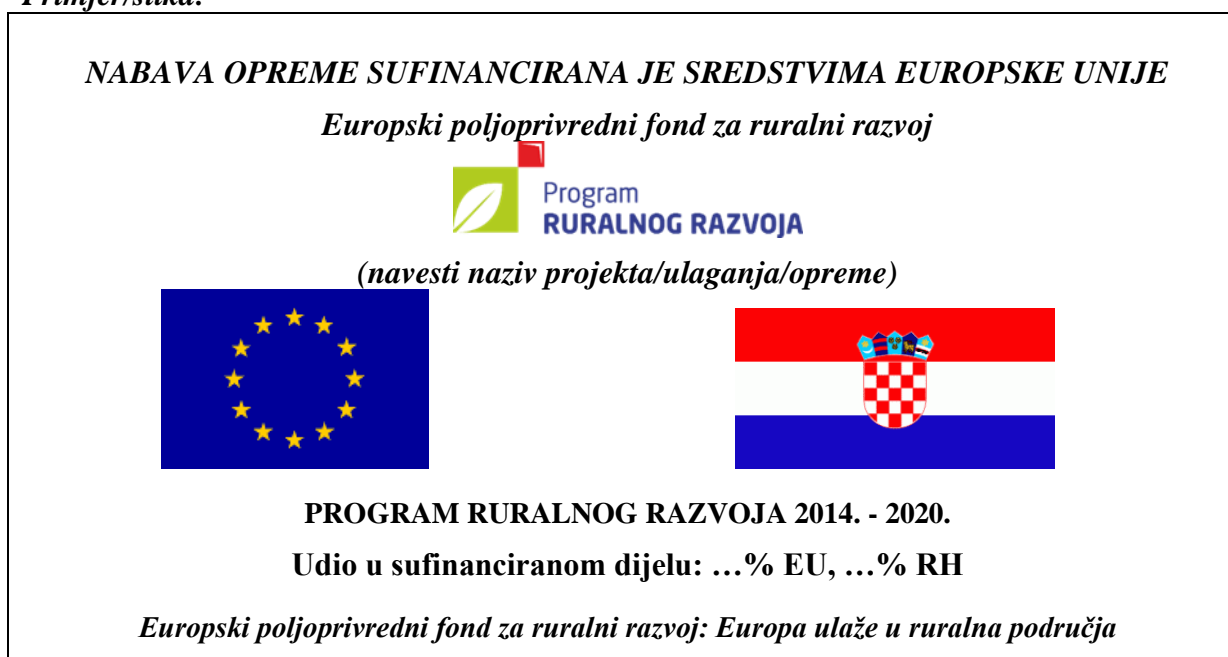 Primjer/slika:
NABAVA OPREME SUFINANCIRANA JE SREDSTVIMA EUROPSKE UNIJE
Europski poljoprivredni fond za ruralni razvoj
Program
RURALNOG RAZVOJA
(navesti naziv projekta/ulaganja/opreme)
PROGRAM RURALNOG RAZVOJA 2014. - 2020.
Udio u sufinanciranom dijelu: …% EU, …% RH
Europski poljoprivredni fond za ruralni razvoj: Europa ulaže u ruralna područja